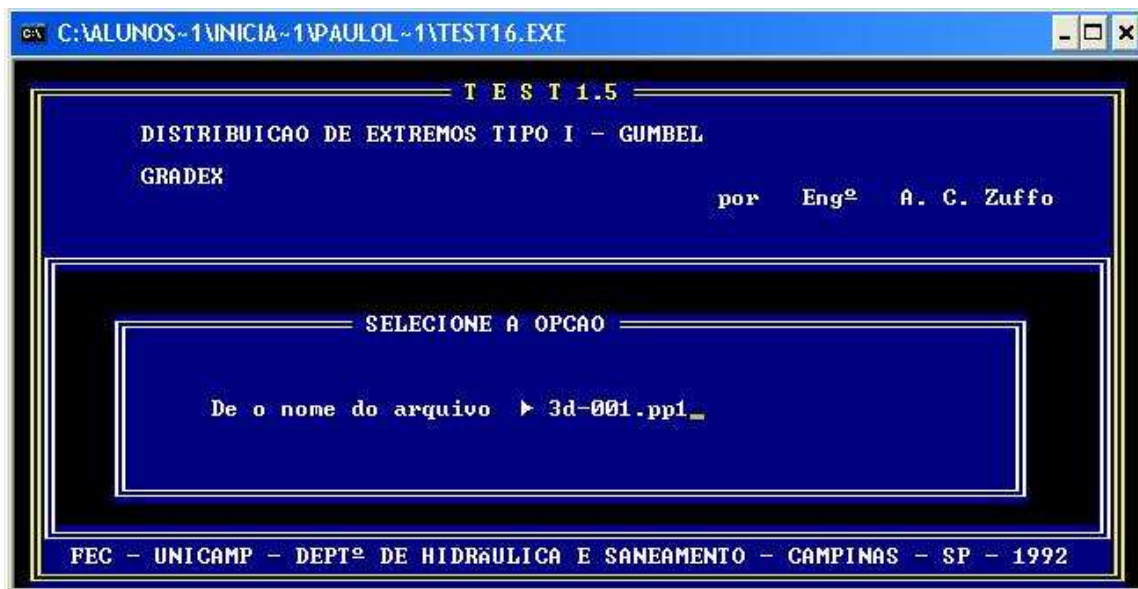 C:\ALUNOS~1\INICIA~1\PAULOL~1\TEST16.EXE
T E S T 1.5
DISTRIBUICAO DE EXTREMOS TIPO I - GUMBEL
GRADEX
por Engº A. C. Zuffo
SELECIONE A OPCAO
De o nome do arquivo ► 3d-001.pp1_
FEC - UNICAMP - DEPTº DE HIDRäULICA E SANEAMENTO - CAMPINAS - SP - 1992